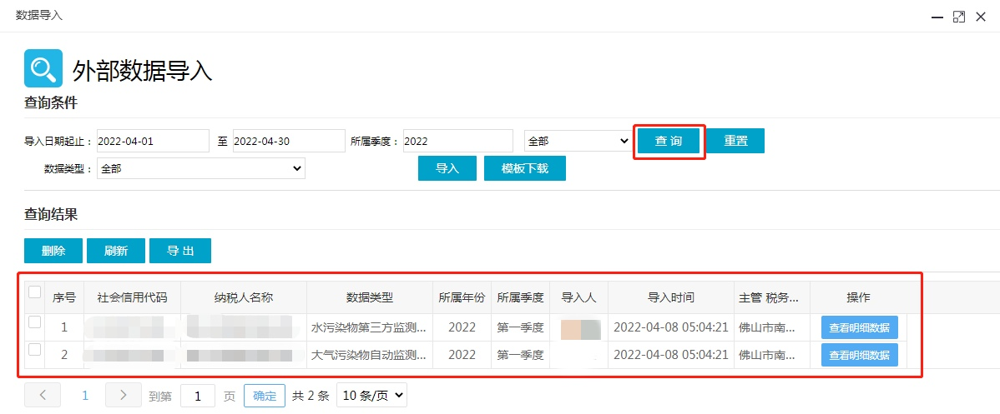 数据导入
外部数据导入
查询条件
导入日期起止： 2022-04-01 至 2022-04-30 所属季度： 2022 全部 查 询 重置
数据类型： 全部 导入 模板下载
查询结果
删除 刷新 导 出
序号 社会信用代码 纳税人名称 数据类型 所属年份 所属季度 导入人 导入时间 主管 税务... 操作
1 水污染物第三方监测... 2022 第一季度 2022-04-08 05:04:21 佛山市南... 查看明细数据
2 大气污染物自动监测... 2022 第一季度 2022-04-08 05:04:21 佛山市南... 查看明细数据
1 到第 1 页 确定 共 2 条 10 条/页